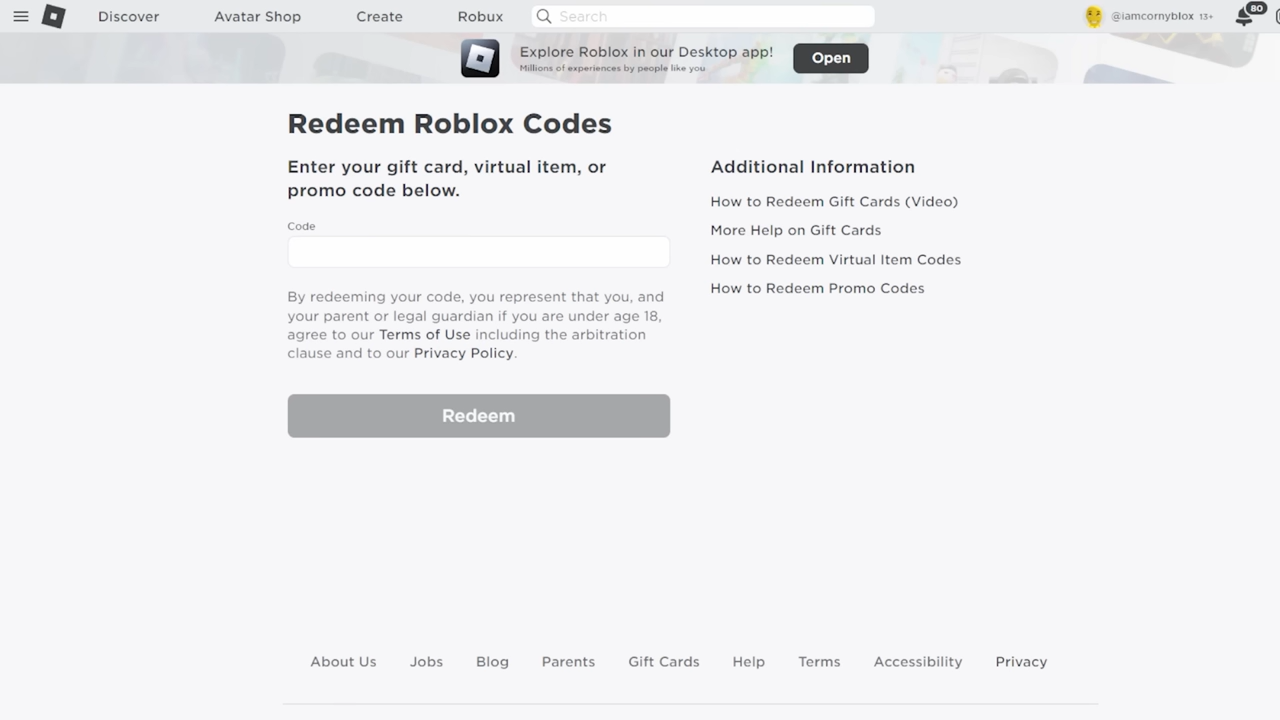 Discover Avatar Shop Create Robux Search @iamcornyblox 13+ 80
Explore Roblox in our Desktop app!
Millions of experiences by people like you
Open
Redeem Roblox Codes
Enter your gift card, virtual item, or
promo code below.
Code
By redeeming your code, you represent that you, and
your parent or legal guardian if you are under age 18,
agree to our Terms of Use including the arbitration
clause and to our Privacy Policy.
Redeem
Additional Information
How to Redeem Gift Cards (Video)
More Help on Gift Cards
How to Redeem Virtual Item Codes
How to Redeem Promo Codes
About Us Jobs Blog Parents Gift Cards Help Terms Accessibility Privacy